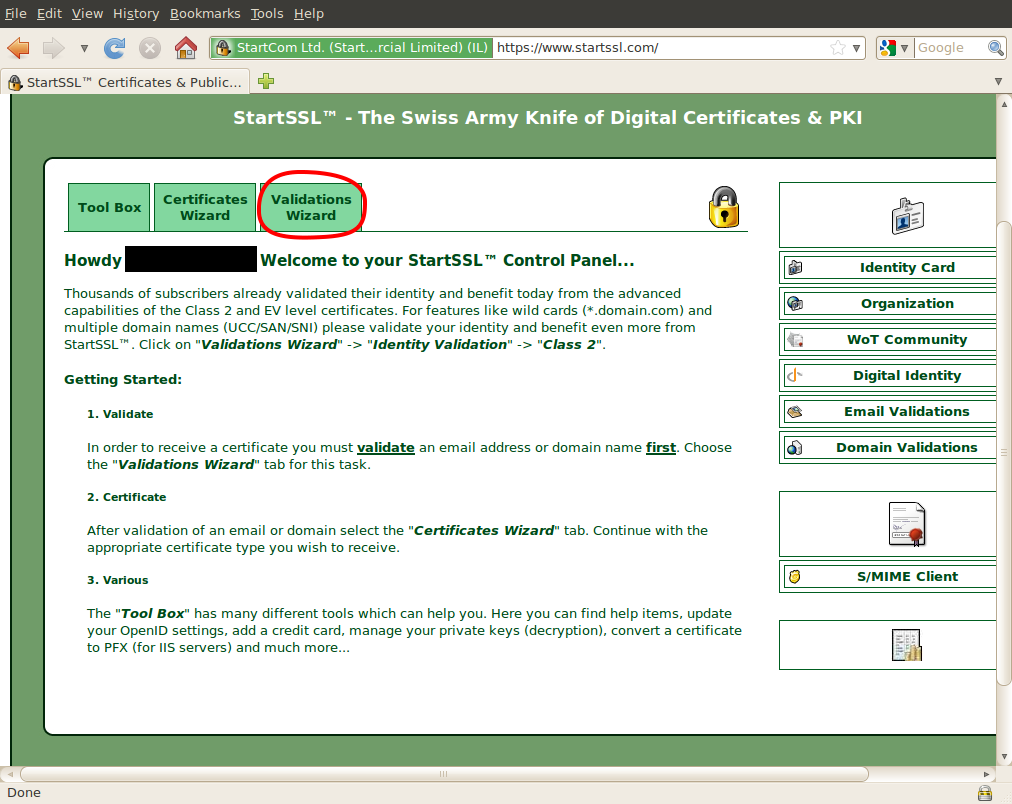 File Edit View History Bookmarks Tools Help
StartCom Ltd. (Start...rcial Limited) (IL) https://www.startssl.com/ Google
StartSSL™ Certificates & Public...
StartSSL™ - The Swiss Army Knife of Digital Certificates & PKI
Tool Box
Certificates
Wizard
Validations
Wizard
Howdy Welcome to your StartSSL™ Control Panel...
Thousands of subscribers already validated their identity and benefit today from the advanced
capabilities of the Class 2 and EV level certificates. For features like wild cards (*.domain.com) and
multiple domain names (UCC/SAN/SNI) please validate your identity and benefit even more from
StartSSL™. Click on "Validations Wizard" -> "Identity Validation" -> "Class 2".
Getting Started:
1. Validate
In order to receive a certificate you must validate an email address or domain name first. Choose
the "Validations Wizard" tab for this task.
2. Certificate
After validation of an email or domain select the "Certificates Wizard" tab. Continue with the
appropriate certificate type you wish to receive.
3. Various
The "Tool Box" has many different tools which can help you. Here you can find help items, update
your OpenID settings, add a credit card, manage your private keys (decryption), convert a certificate
to PFX (for IIS servers) and much more...
Identity Card
Organization
WoT Community
Digital Identity
Email Validations
Domain Validations
S/MIME Client
Done